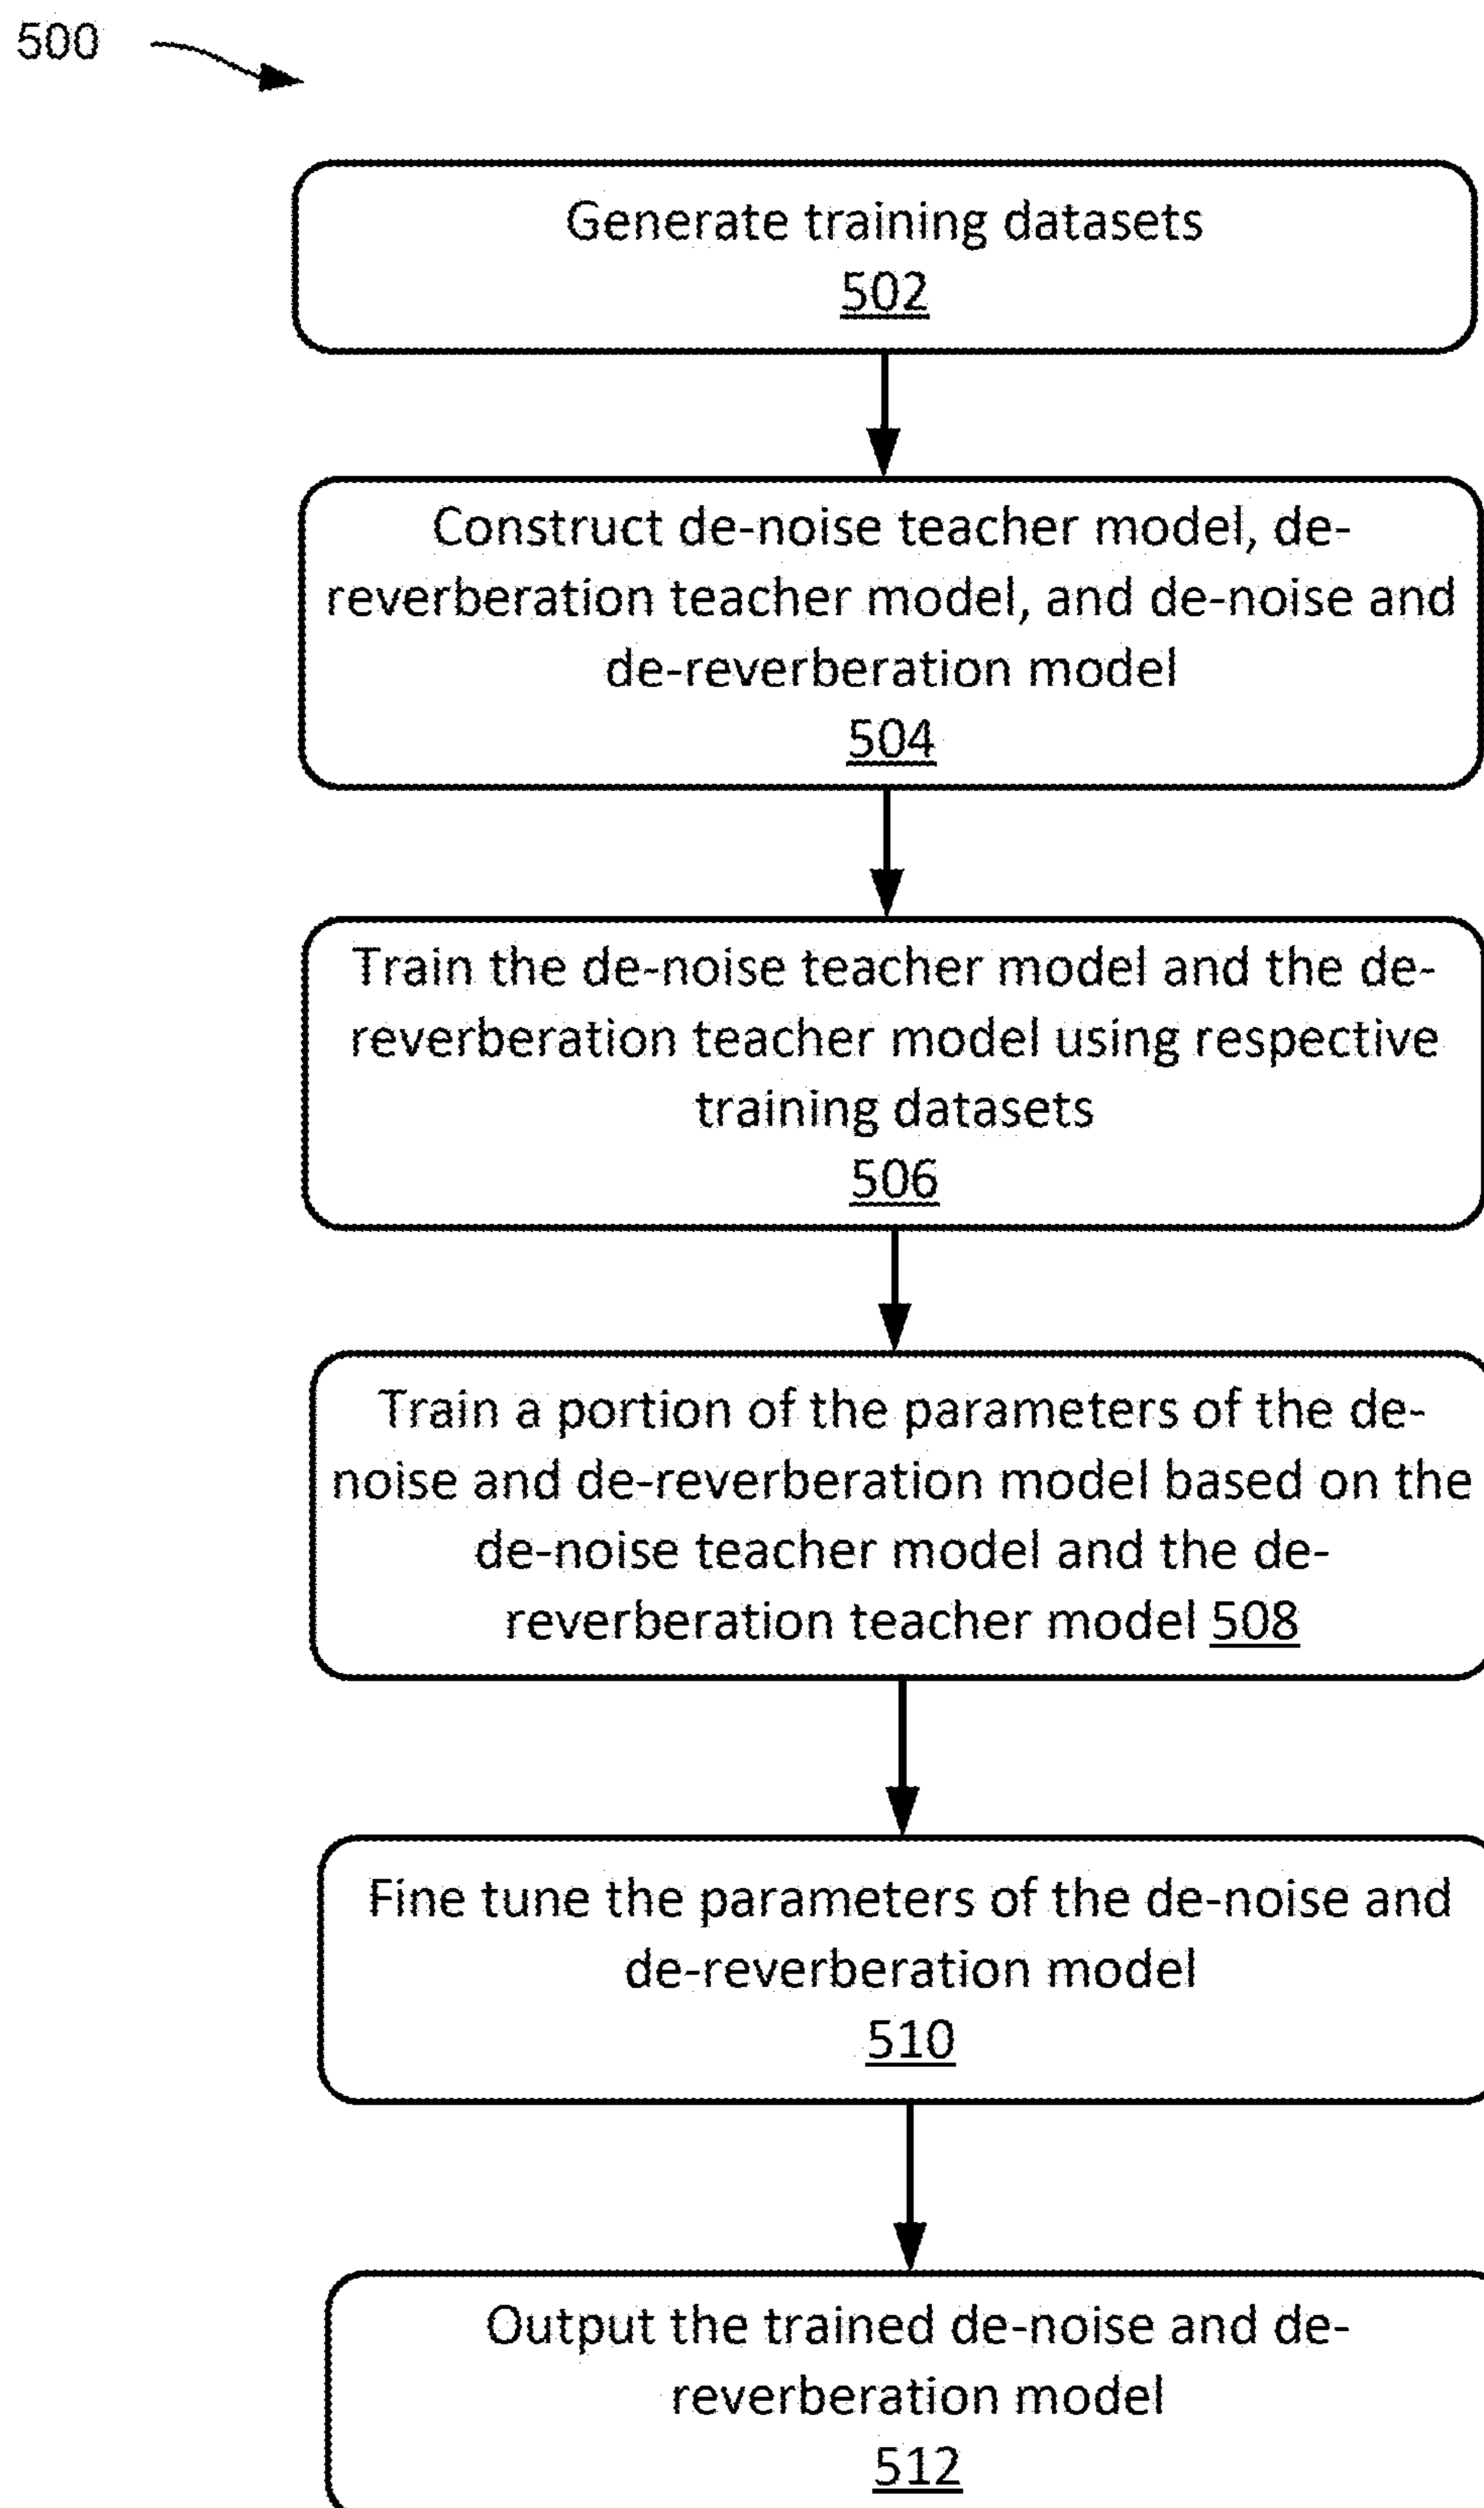 500
Generate training datasets
502
Construct de-noise teacher model, de-
reverberation teacher model, and de-noise and
de-reverberation model
504
Train the de-noise teacher model and the de-
reverberation teacher model using respective
training datasets
506
Train a portion of the parameters of the de-
noise and de-reverberation model based on the
de-noise teacher model and the de-
reverberation teacher model 508
Fine tune the parameters of the de-noise and
de-reverberation model
510
Output the trained de-noise and de-
reverberation model
512